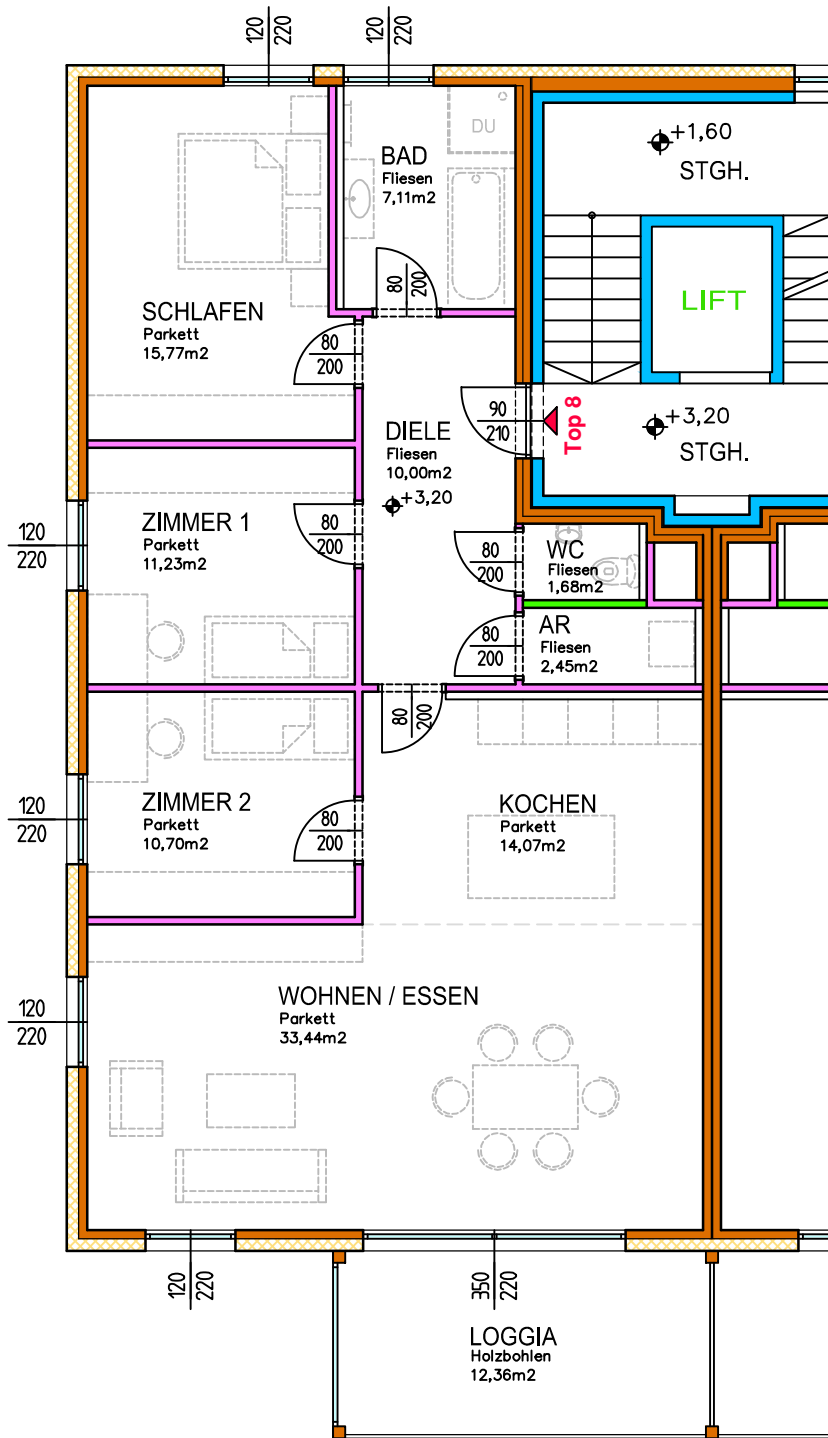 120
220
120
220
DU
BAD
Fliesen
7,11m2
+1,60
STGH.
LIFT
80
200
SCHLAFEN
Parkett
15,77m2
80
200
DIELE
Fliesen
10,00m2
+3,20
90
210
Top 8
+3,20
STGH.
120
220
ZIMMER 1
Parkett
11,23m2
80
200
80
200
WC
Fliesen
1,68m2
80
200
AR
Fliesen
2,45m2
80
200
120
220
ZIMMER 2
Parkett
10,70m2
80
200
KOCHEN
Parkett
14,07m2
120
220
WOHNEN / ESSEN
Parkett
33,44m2
120
220
350
220
LOGGIA
Holzbohlen
12,36m2